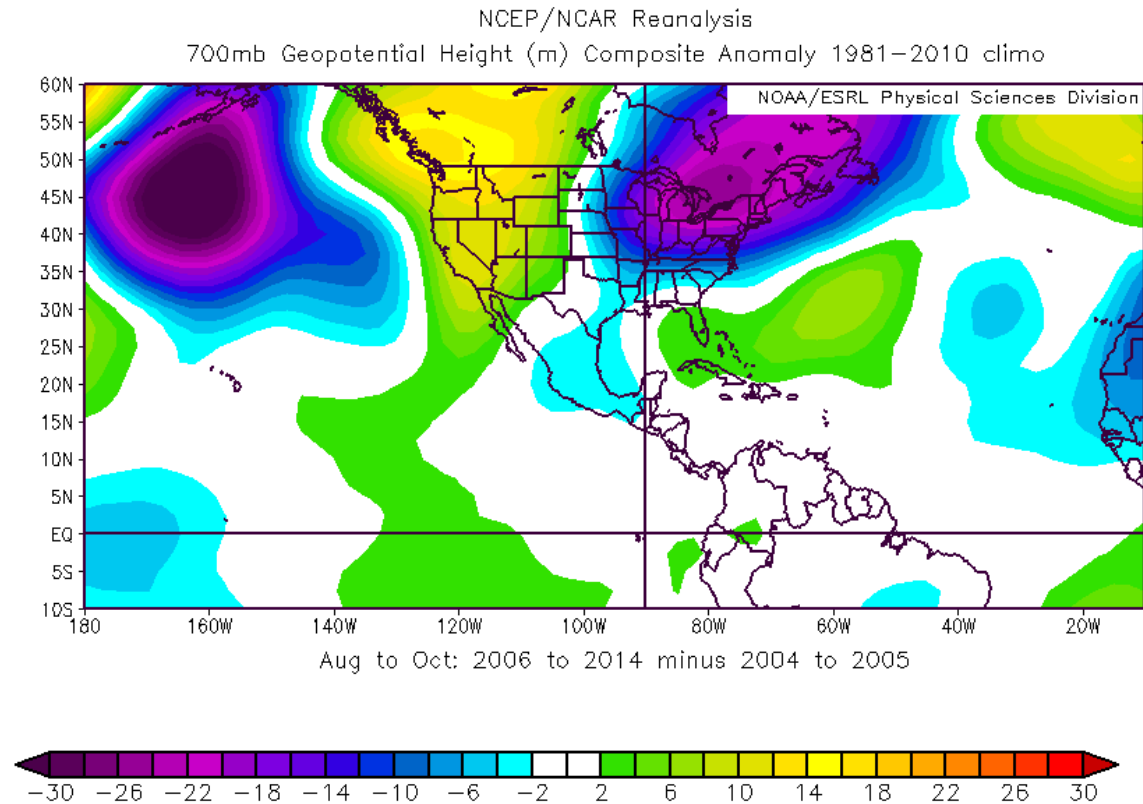 NCEP/NCAR Reanalysis
700mb Geopotential Height (m) Composite Anomaly 1981−2010 climo
NOAA/ESRL Physical Sciences Division
60N
55N
50N
45N
40N
35N
30N
25N
20N
15N
10N
5N
EQ
5S
10S
180 160W 140W 120W 100W 80W 60W 40W 20W
Aug to Oct: 2006 to 2014 minus 2004 to 2005
−30 −26 −22 −18 −14 −10 −6 −2 2 6 10 14 18 22 26 30